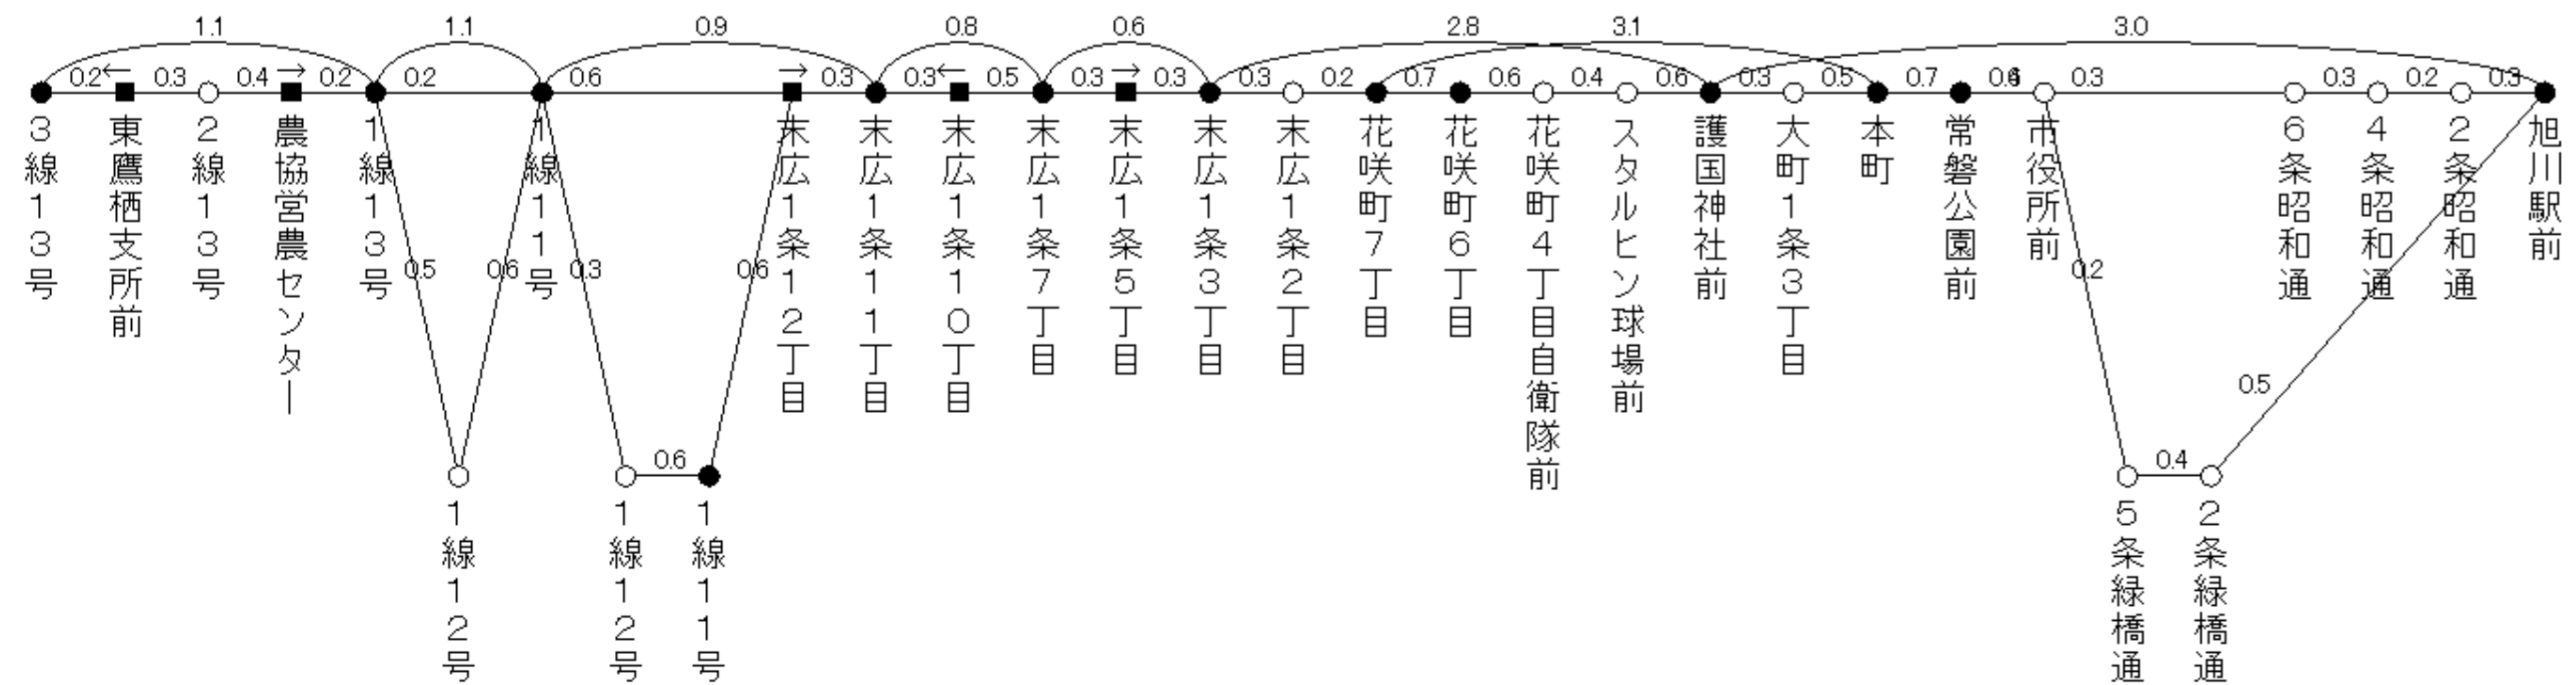 1.1 1.1 0.9 0.8 0.6 2.8 3.1 3.0
0.2 ← 0.3 0.4 → 0.2 0.2 0.6 → 0.3 0.3 ← 0.5 0.3 → 0.3 0.3 0.2 0.7 0.6 0.4 0.6 0.3 0.5 0.7 0.3 0.3 0.2 0.3
3線13号
東鷹栖支所前
2線13号
農協営農センター
1線13号
1線11号
末広1条12丁目
末広1条11丁目
末広1条10丁目
末広1条7丁目
末広1条5丁目
末広1条3丁目
末広1条2丁目
花咲町7丁目
花咲町6丁目
花咲町4丁目自衛隊前
スタルヒン球場前
護国神社前
大町1条3丁目
本町
常磐公園前
市役所前
6条昭和通
4条昭和通
2条昭和通
旭川駅前
0.5 0.6 0.3 0.6 0.2
0.5
0.6 0.4
1線12号
1線12号
1線11号
5条緑橋通
2条緑橋通